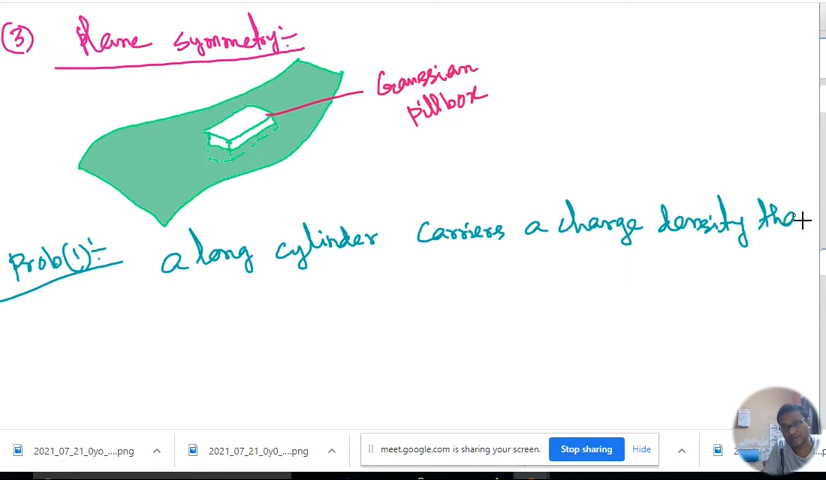 (3) Plane symmetry:-
Gaussian
pillbox
Prob(1):- a long cylinder carriers a charge density tha
2021_07_21_0yo_....png
2021_07_21_0y0_....png
meet.google.com is sharing your screen.
Stop sharing
Hide